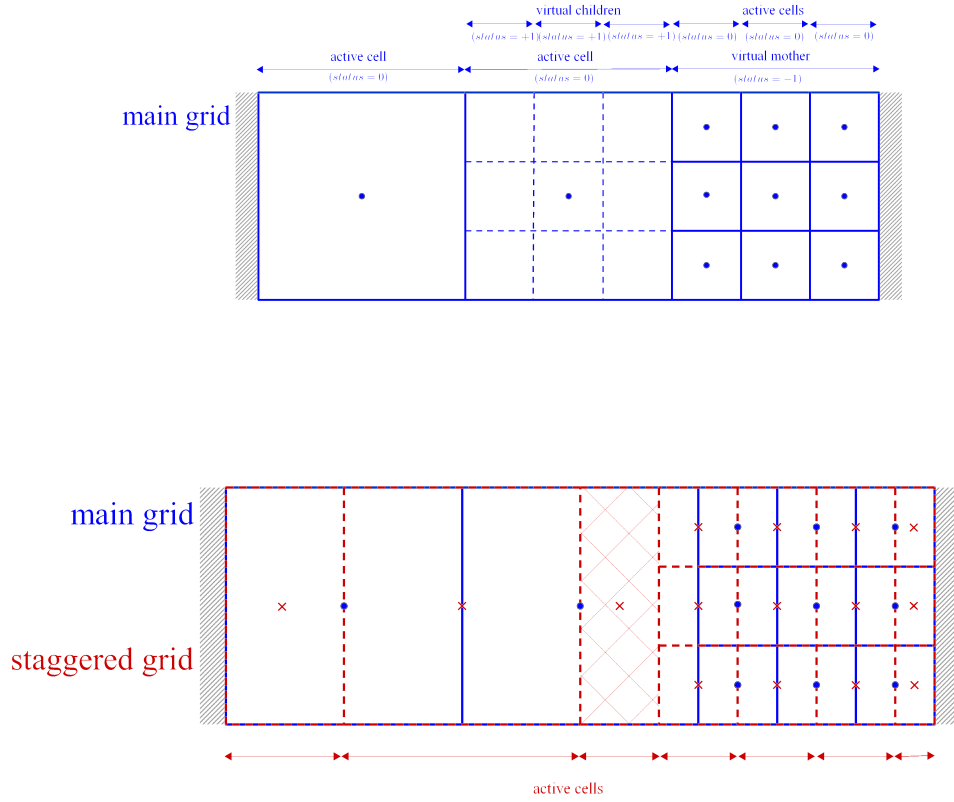 virtual children active cells
(status = +1) (status = +1) (status = +1) (status = 0) (status = 0) (status = 0)
active cell active cell virtual mother
(status = 0) (status = 0) (status = −1)
main grid
main grid
staggered grid
active cells